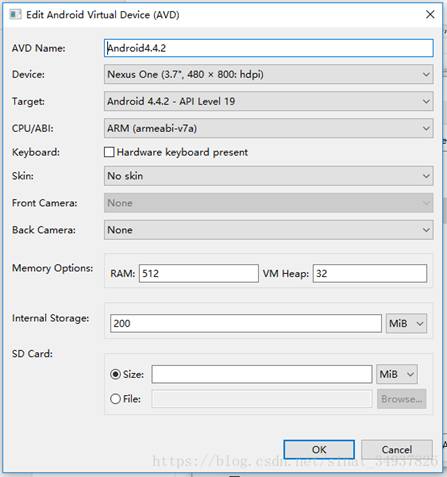 Edit Android Virtual Device (AVD)
AVD Name: Android4.4.2
Device: Nexus One (3.7", 480 × 800: hdpi)
Target: Android 4.4.2 - API Level 19
CPU/ABI: ARM (armeabi-v7a)
Keyboard: Hardware keyboard present
Skin: No skin
Front Camera: None
Back Camera: None
Memory Options: RAM: 512 VM Heap: 32
Internal Storage: 200 MiB
SD Card:
Size: MiB
File: Browse...
OK Cancel
https://blog.csdn.net/sinat_34937826